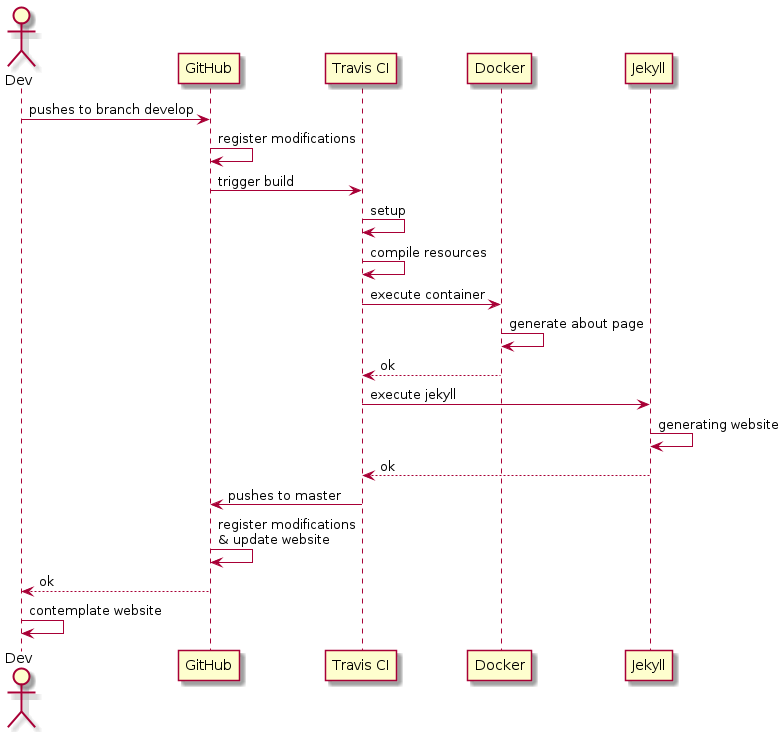 Dev
GitHub
Travis CI
Docker
Jekyll
pushes to branch develop
register modifications
trigger build
setup
compile resources
execute container
generate about page
ok
execute jekyll
generating website
ok
pushes to master
register modifications
& update website
ok
contemplate website
Dev
GitHub
Travis CI
Docker
Jekyll